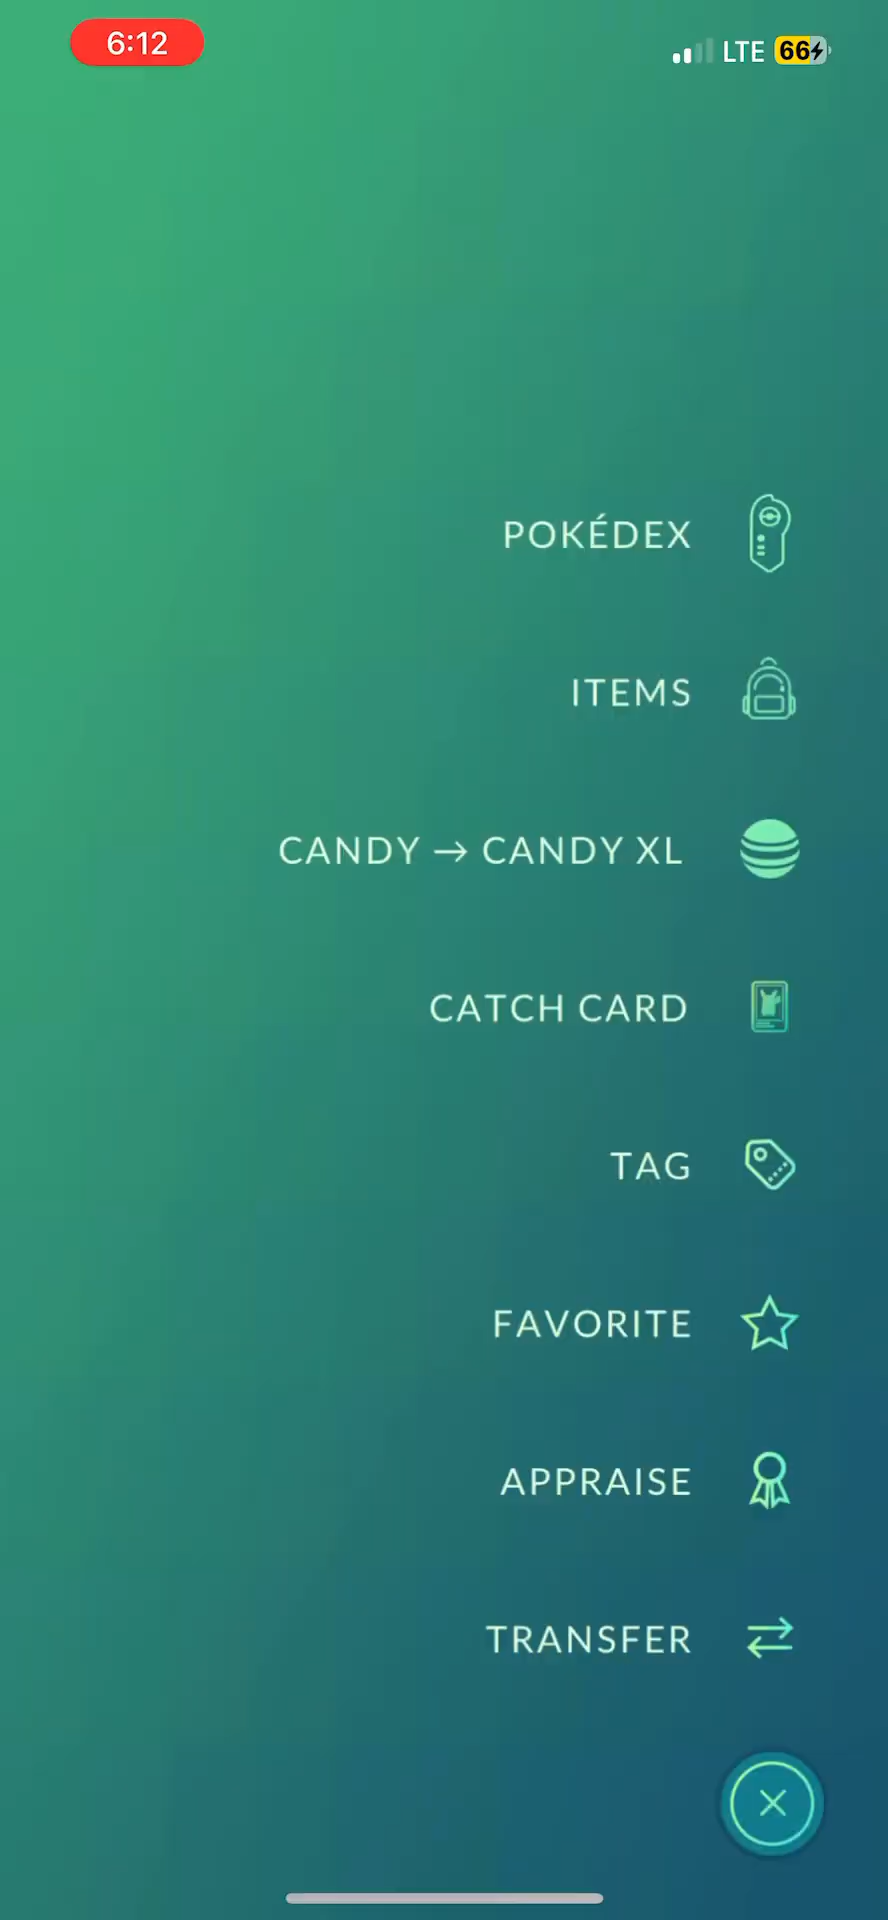 6:12
LTE 66
POKÉDEX
ITEMS
CANDY → CANDY XL
CATCH CARD
TAG
FAVORITE
APPRAISE
TRANSFER